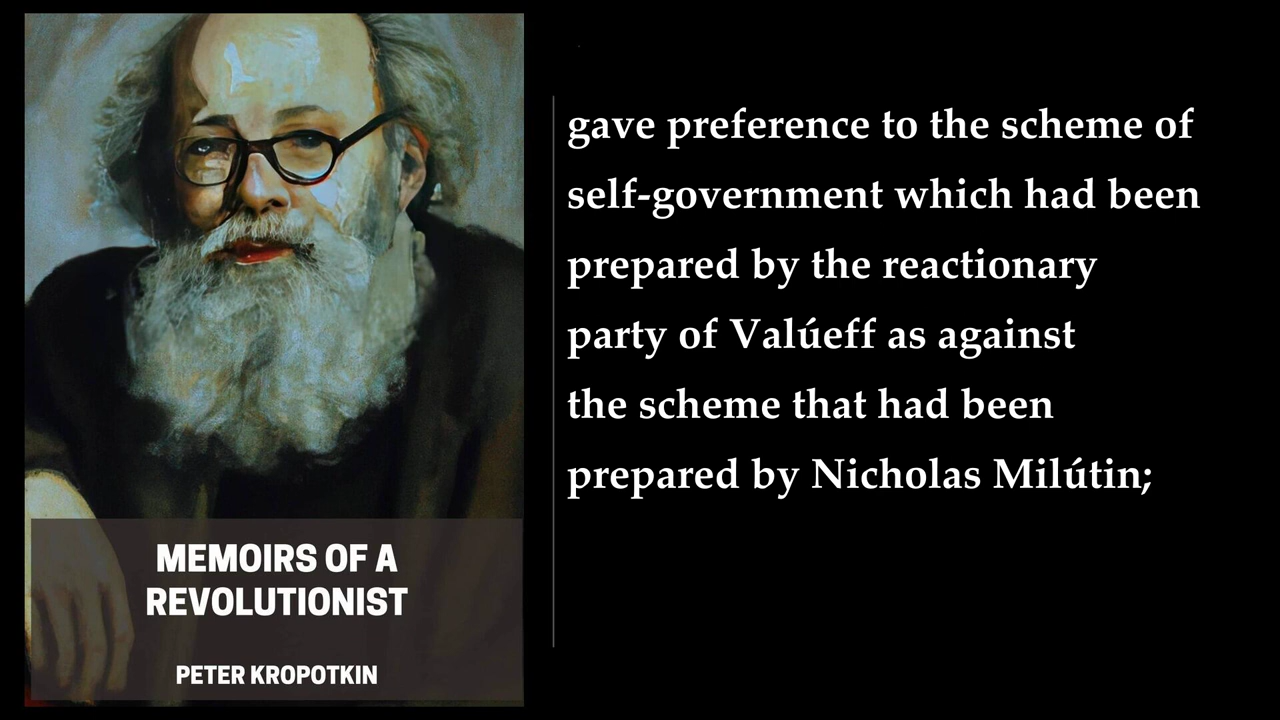 gave preference to the scheme of
self-government which had been
prepared by the reactionary
party of Valúeff as against
the scheme that had been
prepared by Nicholas Milútin;
MEMOIRS OF A
REVOLUTIONIST
PETER KROPOTKIN